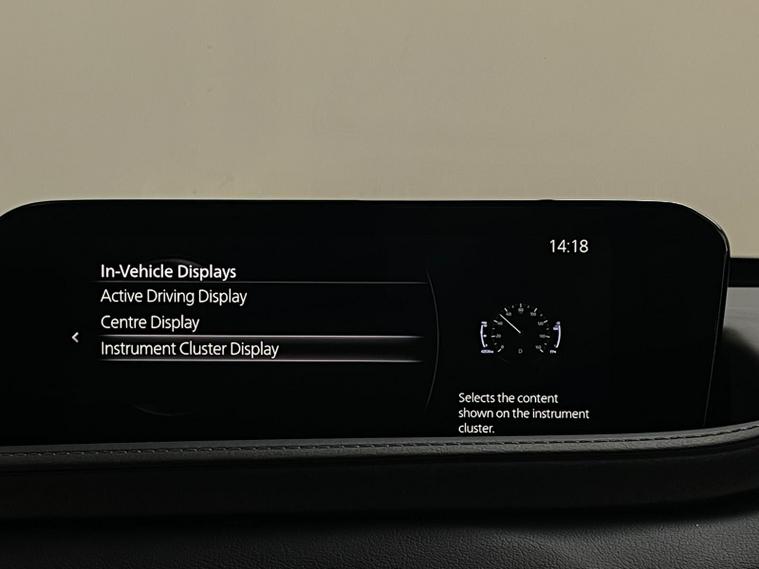 14:18
In-Vehicle Displays
Active Driving Display
Centre Display
Instrument Cluster Display
D
Selects the content
shown on the instrument
cluster.